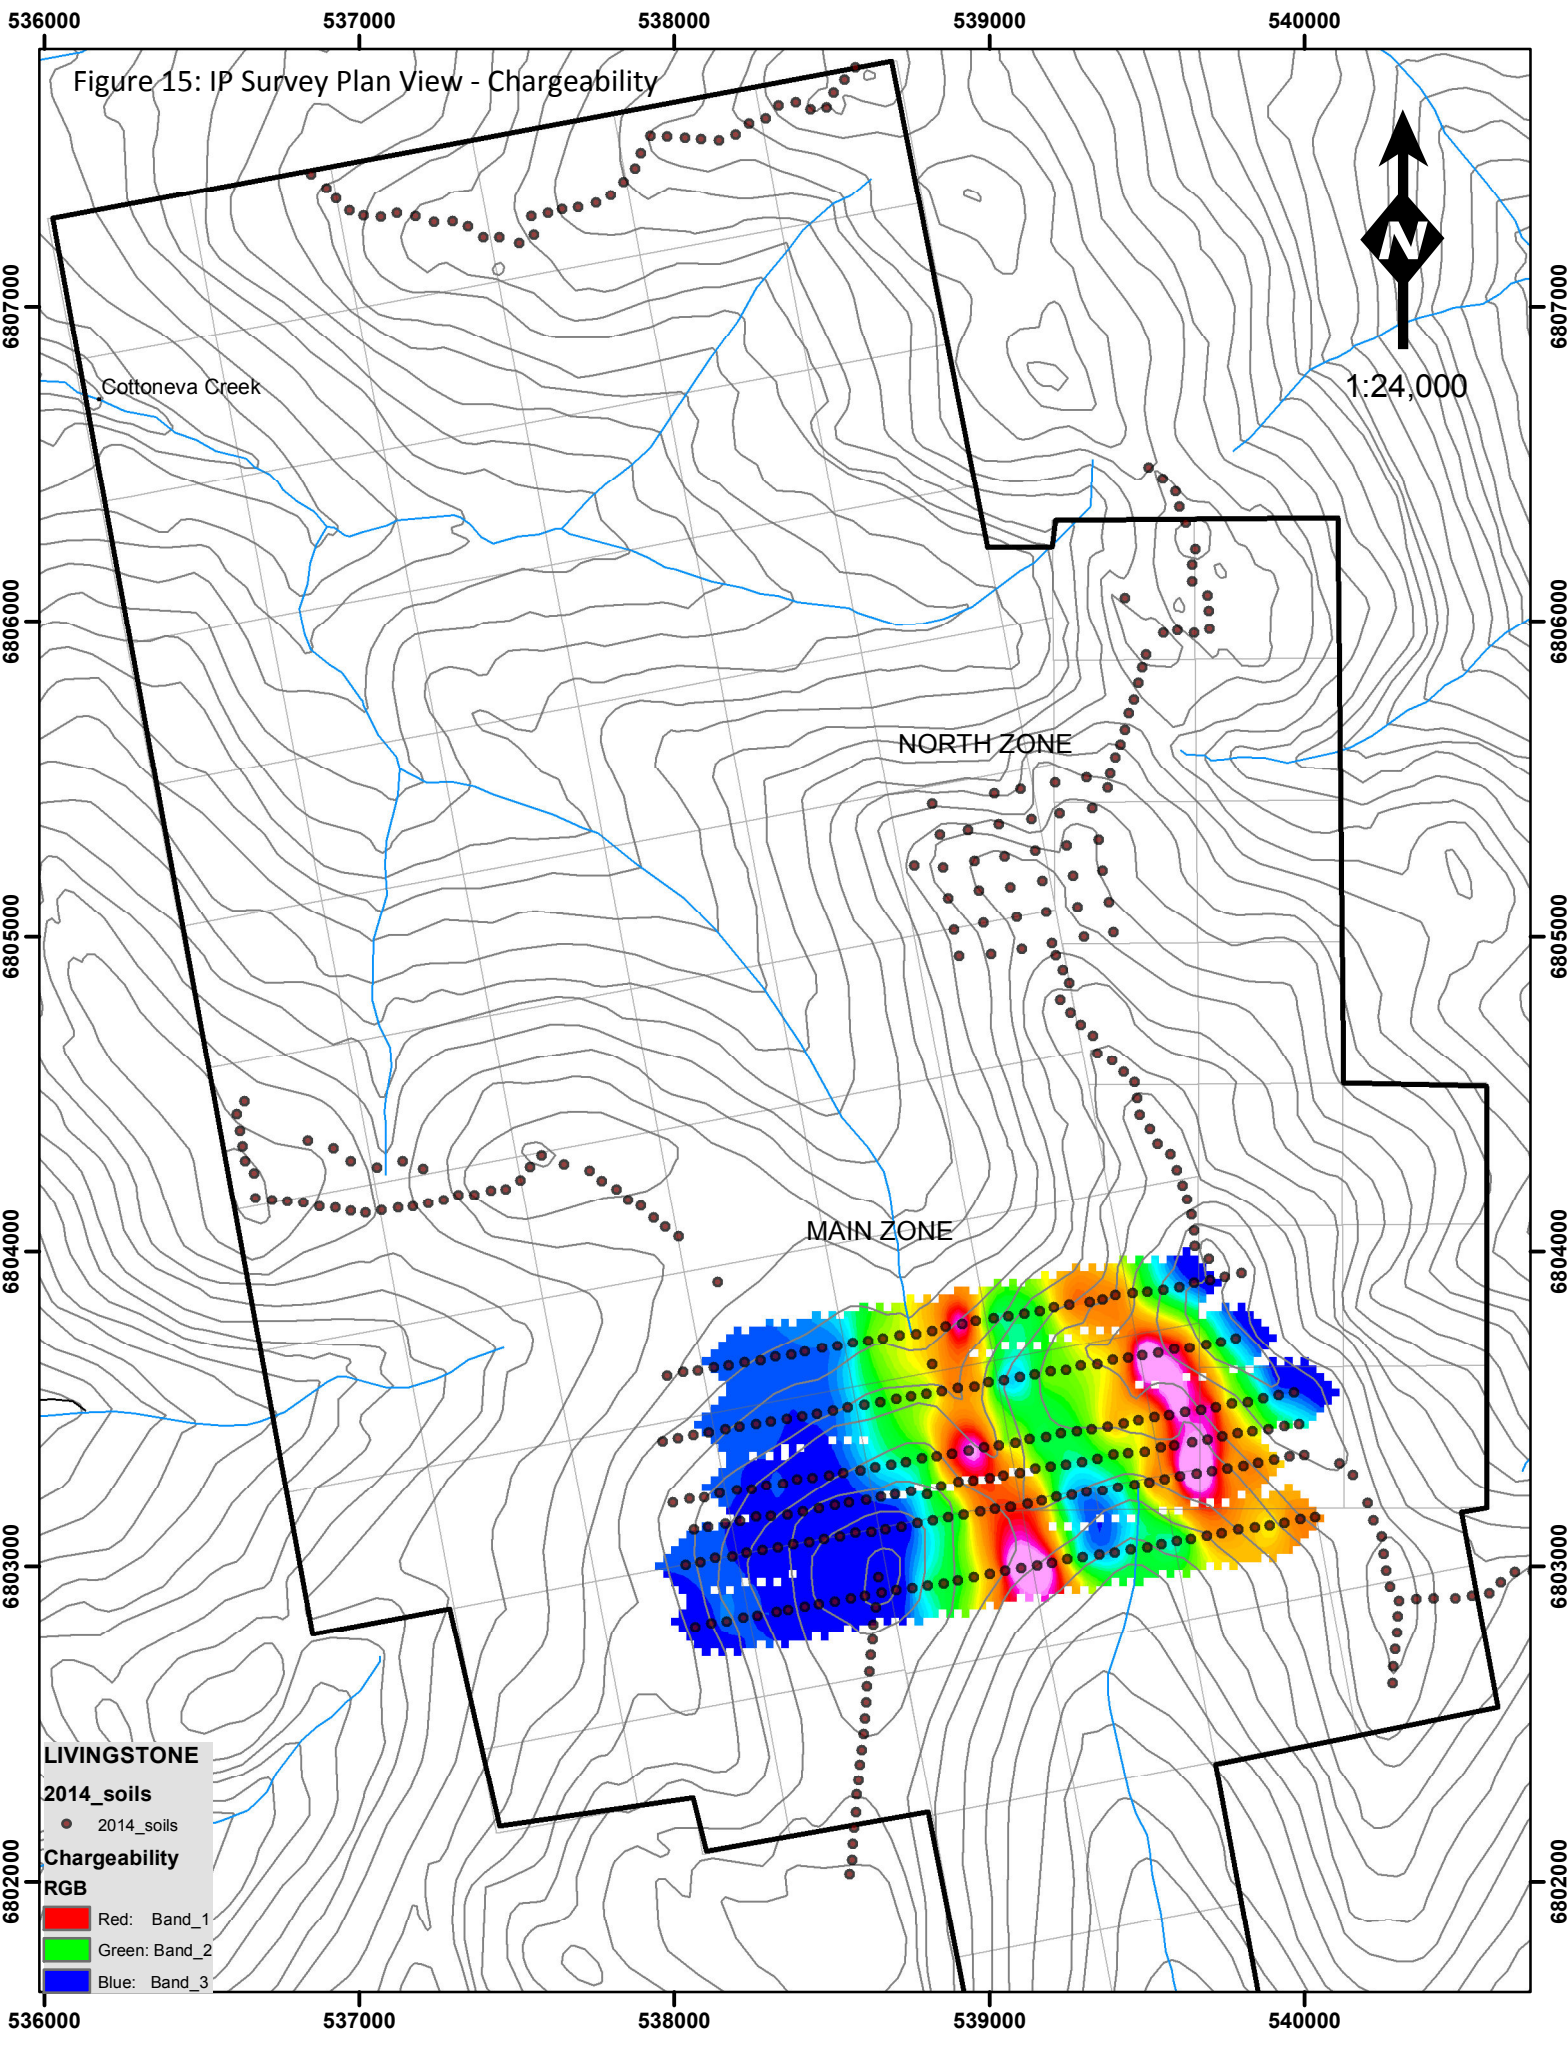 536000 537000 538000 539000 540000
Figure 15: IP Survey Plan View - Chargeability
N
1:24,000
6807000 6807000
Cottoneva Creek
6806000 6806000
NORTH ZONE
6805000 6805000
MAIN ZONE
6804000 6804000
6803000 6803000
LIVINGSTONE
2014_soils
2014_soils
Chargeability
RGB
Red: Band_1
Green: Band_2
Blue: Band_3
6802000 6802000
536000 537000 538000 539000 540000